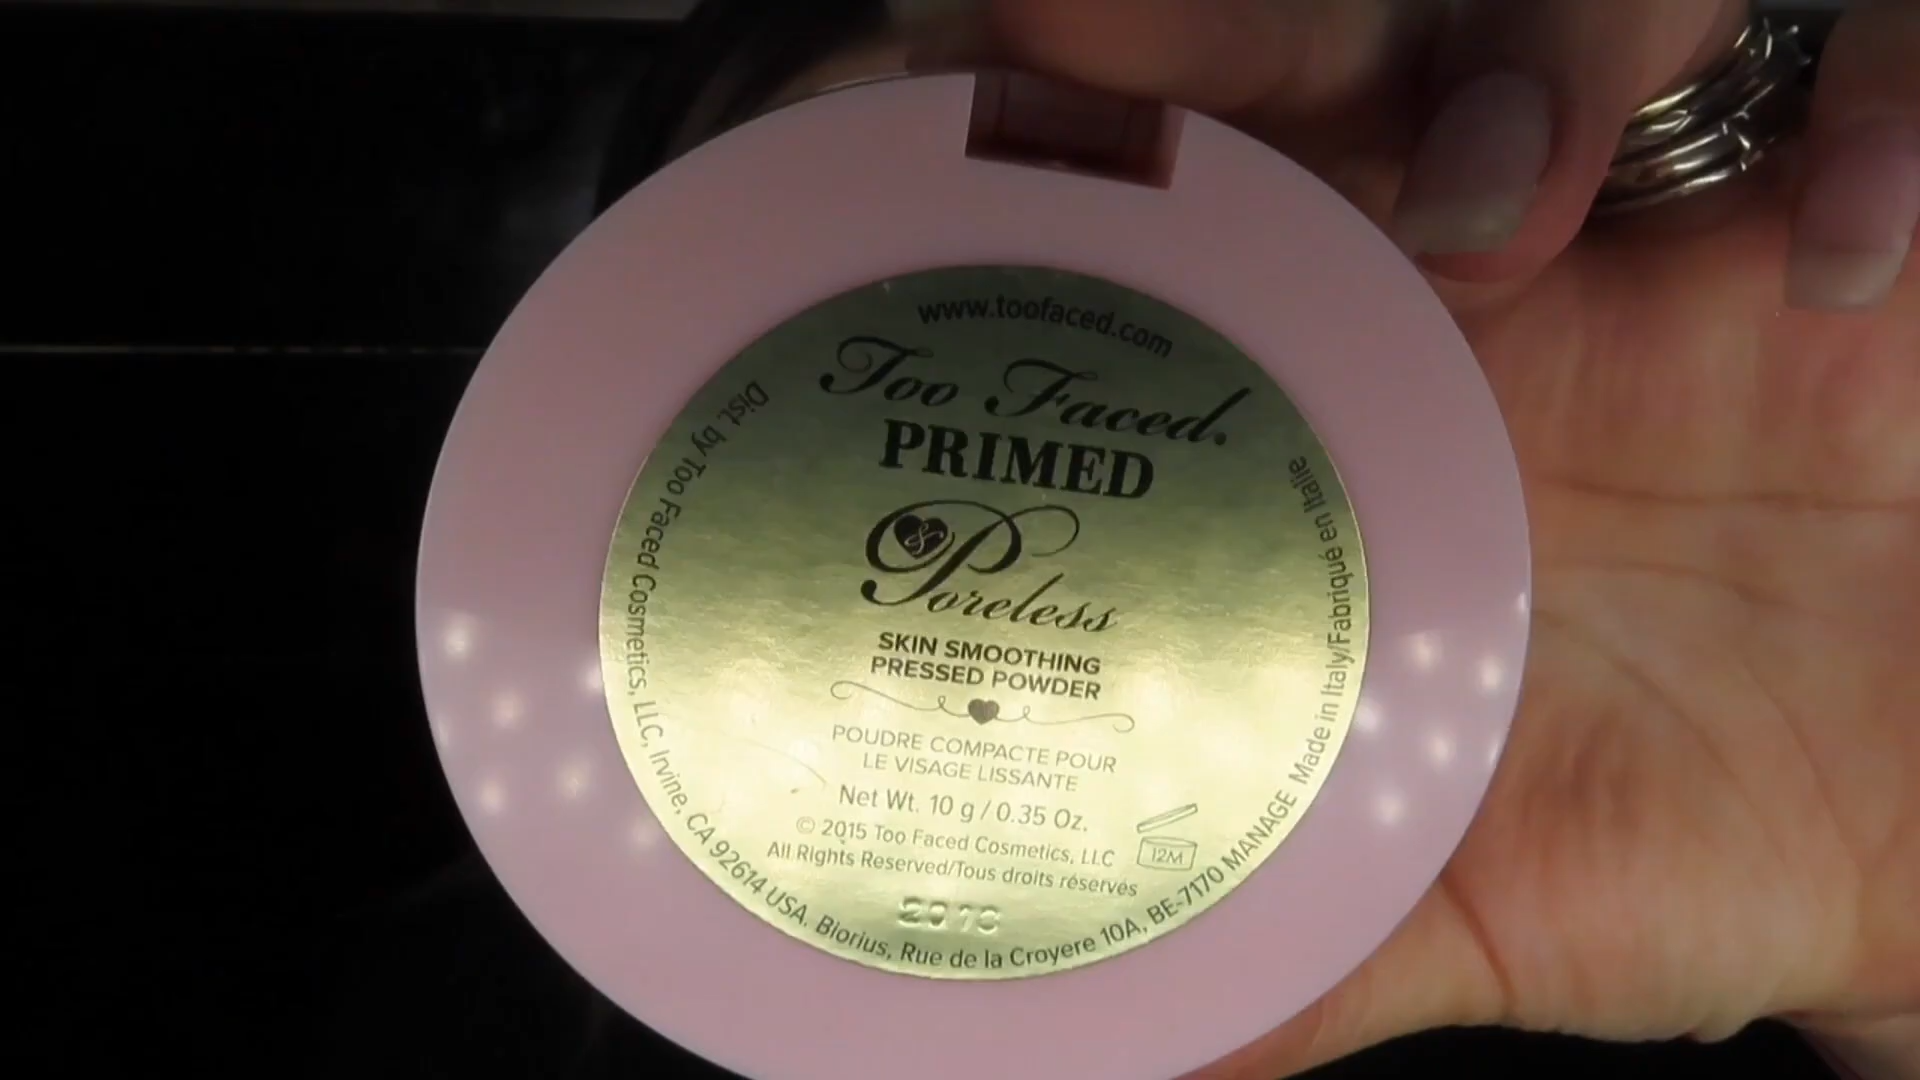 www.toofaced.com
Too Faced.
PRIMED
& Poreless
SKIN SMOOTHING
PRESSED POWDER
POUDRE COMPACTE POUR
LE VISAGE LISSANTE
Net Wt. 10 g / 0.35 Oz.
© 2015 Too Faced Cosmetics, LLC
All Rights Reserved/Tous droits réservés
12M
Dist. by Too Faced Cosmetics, LLC, Irvine, CA 92614 USA. Biorius, Rue de la Croyere 10A, BE-7170 MANAGE Made in Italy/Fabriqué en Italie